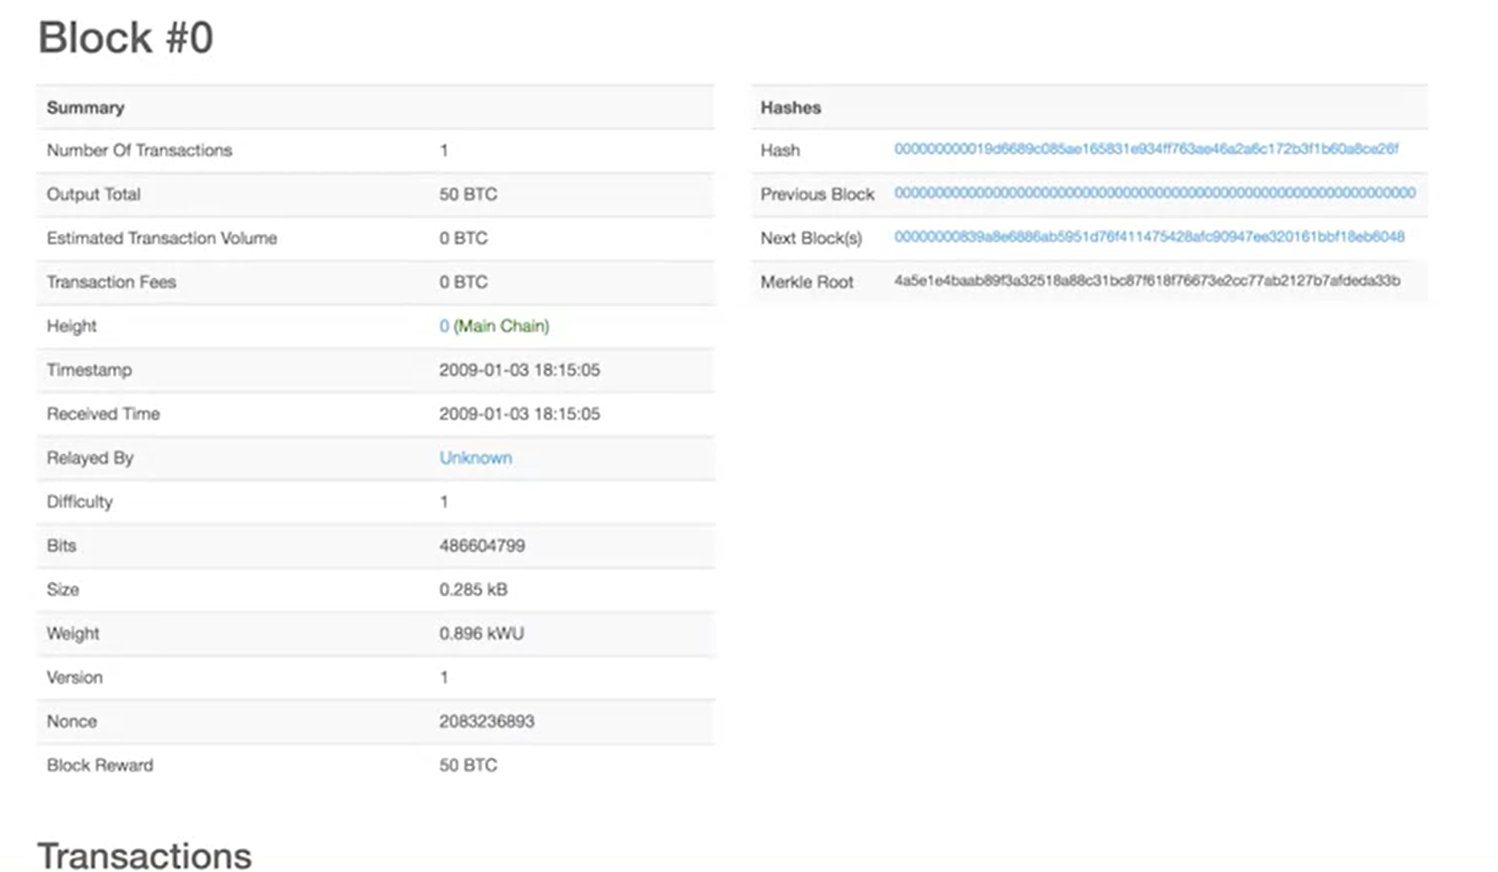 Block #0
Summary
Number Of Transactions 1
Output Total 50 BTC
Estimated Transaction Volume 0 BTC
Transaction Fees 0 BTC
Height 0 (Main Chain)
Timestamp 2009-01-03 18:15:05
Received Time 2009-01-03 18:15:05
Relayed By Unknown
Difficulty 1
Bits 486604799
Size 0.285 kB
Weight 0.896 kWU
Version 1
Nonce 2083236893
Block Reward 50 BTC
Hashes
Hash 000000000019d6689c085ae165831e934ff763ae46a2a6c172b3f1b60a8ce26f
Previous Block 0000000000000000000000000000000000000000000000000000000000000000
Next Block(s) 00000000839a8e6886ab5951d76f411475428afc90947ee320161bbf18eb6048
Merkle Root 4a5e1e4baab89f3a32518a88c31bc87f618f76673e2cc77ab2127b7afdeda33b
Transactions